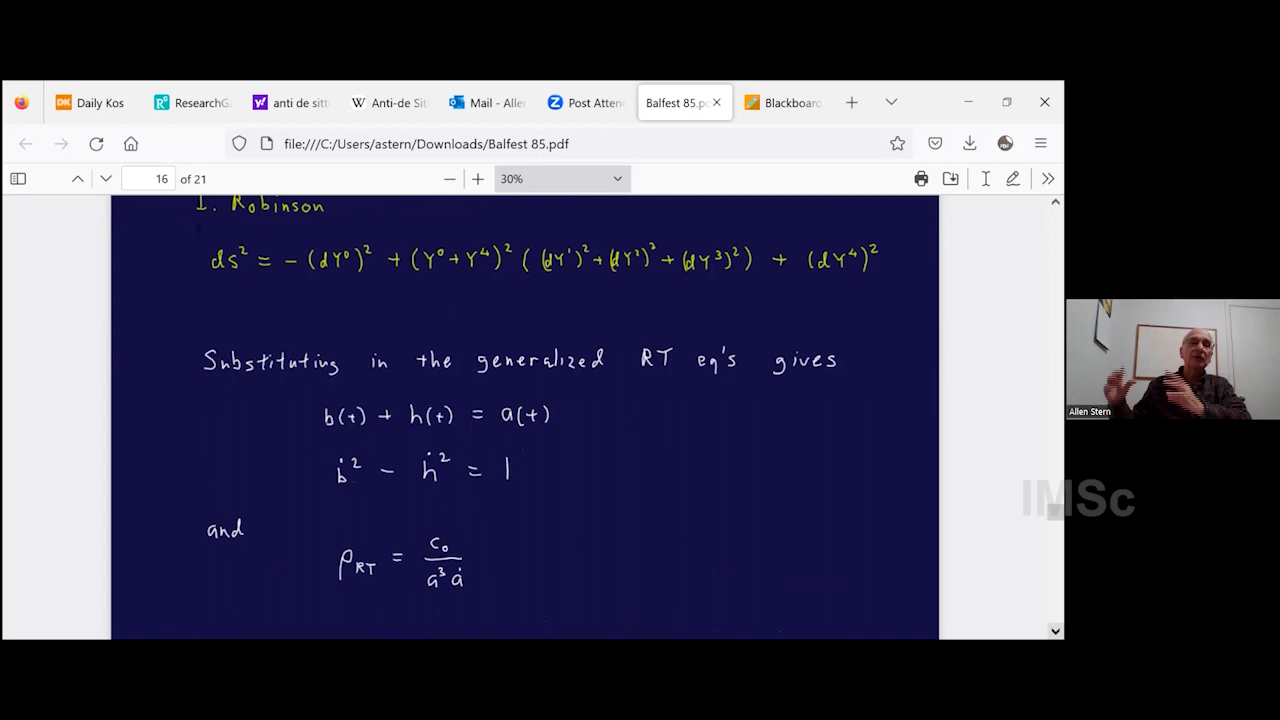 Daily Kos
ResearchG
anti de sitt
Anti-de Sit
Mail - Alle
Post Atten
Balfest 85.p
Blackboard
file:///C:/Users/astern/Downloads/Balfest 85.pdf
16 of 21
30%
I. Robinson
ds² = - (dY⁰)² + (Y⁰+Y⁴)² ( (dY¹)² + (dY²)² + (dY³)² ) + (dY⁴)²
Substituting in the generalized RT eq's gives
b(t) + h(t) = a(t)
ḃ² - ḣ² = 1
and
ρ_RT = c₀ / a³ȧ
Allen Stern
IMSc